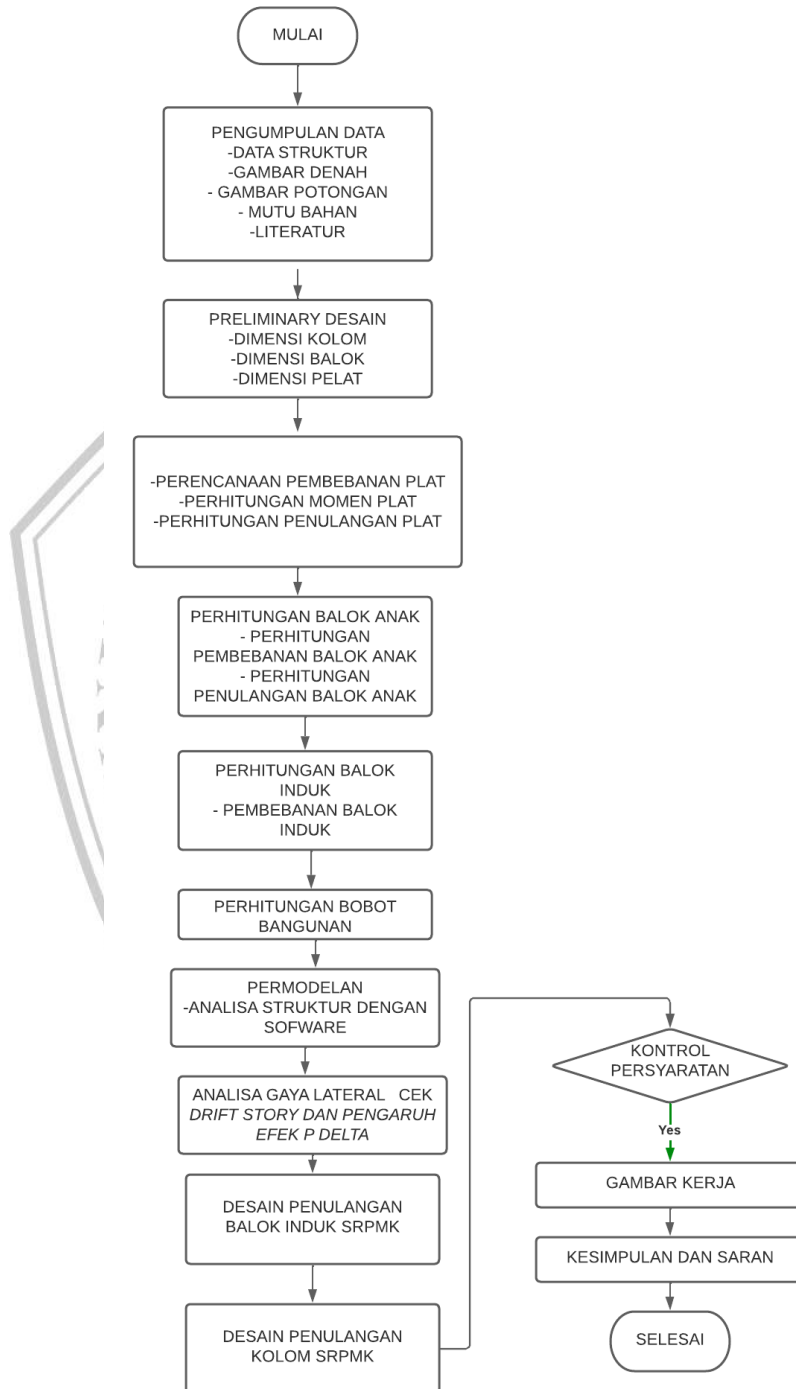 MULAI
PENGUMPULAN DATA
-DATA STRUKTUR
-GAMBAR DENAH
- GAMBAR POTONGAN
- MUTU BAHAN
-LITERATUR
PRELIMINARY DESAIN
-DIMENSI KOLOM
-DIMENSI BALOK
-DIMENSI PELAT
-PERENCANAAN PEMBEBANAN PLAT
-PERHITUNGAN MOMEN PLAT
-PERHITUNGAN PENULANGAN PLAT
PERHITUNGAN BALOK ANAK
- PERHITUNGAN
PEMBEBANAN BALOK ANAK
- PERHITUNGAN
PENULANGAN BALOK ANAK
PERHITUNGAN BALOK
INDUK
- PEMBEBANAN BALOK
INDUK
PERHITUNGAN BOBOT
BANGUNAN
PERMODELAN
-ANALISA STRUKTUR DENGAN
SOFWARE
ANALISA GAYA LATERAL CEK
DRIFT STORY DAN PENGARUH
EFEK P DELTA
DESAIN PENULANGAN
BALOK INDUK SRPMK
DESAIN PENULANGAN
KOLOM SRPMK
KONTROL
PERSYARATAN
Yes
GAMBAR KERJA
KESIMPULAN DAN SARAN
SELESAI